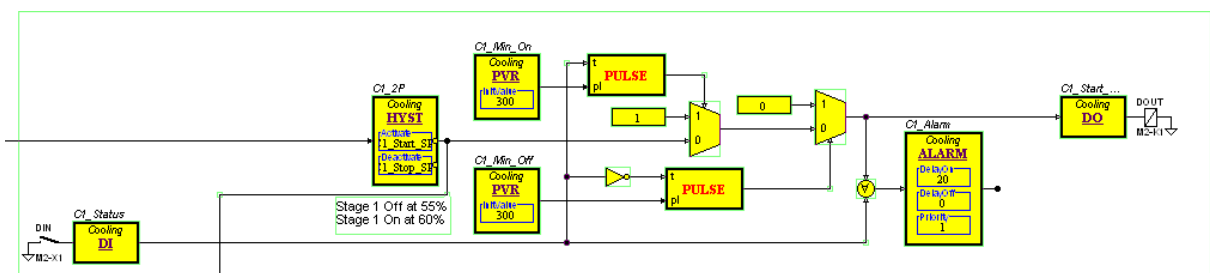 C1_Min_On
Cooling
PVR
InitValue
300
t
pl
PULSE
C1_2P
Cooling
HYST
Activate
1_Start_SP
Deactivate
1_Stop_SP
1
1
0
0
1
0
C1_Start_...
Cooling
DO
DOUT
M2-K1
C1_Alarm
Cooling
ALARM
DelayOn
20
DelayOff
0
Priority
1
C1_Min_Off
Cooling
PVR
InitValue
300
t
pl
PULSE
∀
Stage 1 Off at 55%
Stage 1 On at 60%
C1_Status
Cooling
DI
DIN
M2-X1